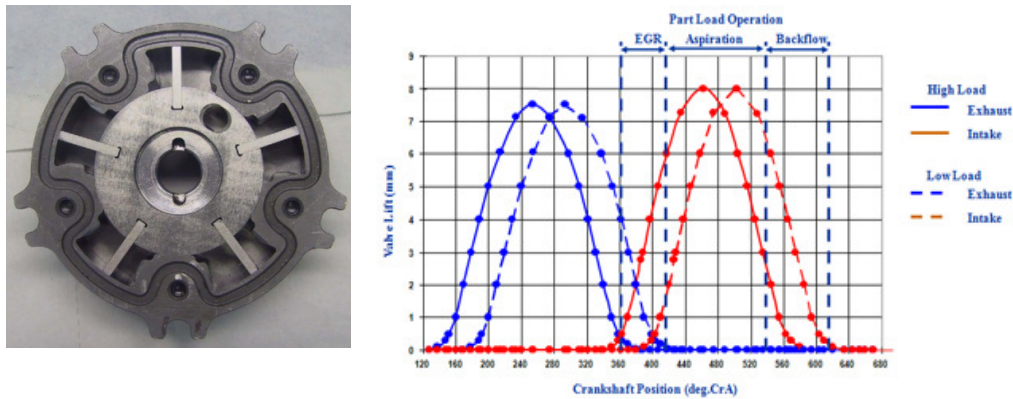 Part Load Operation
EGR Aspiration Backflow
9
8
7
6
5
4
3
2
1
0
Valve Lift (mm)
120 160 200 240 280 320 360 400 440 480 520 560 600 640 680
Crankshaft Position (deg.CrA)
High Load
Exhaust
Intake
Low Load
Exhaust
Intake